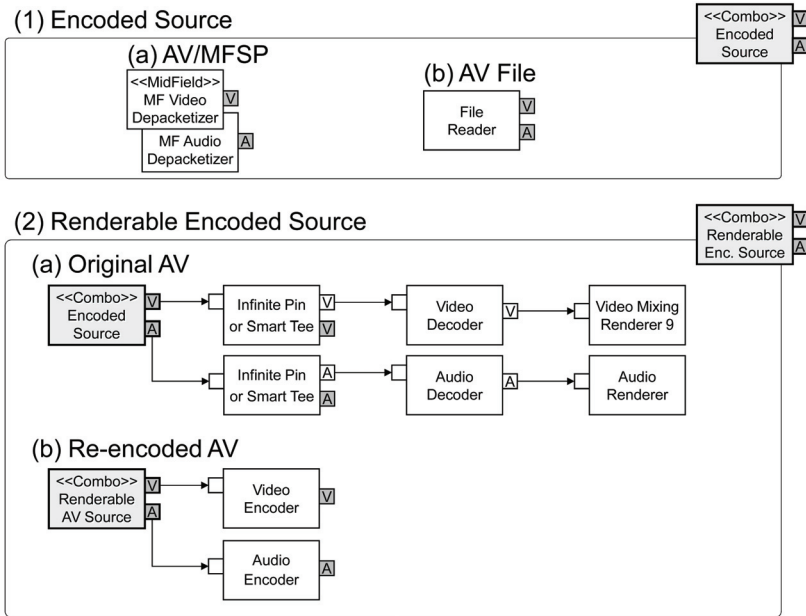 (1) Encoded Source
<<Combo>>
Encoded
Source
V
A
(a) AV/MFSP
<<MidField>>
MF Video
Depacketizer
V
MF Audio
Depacketizer
A
(b) AV File
File
Reader
V
A
(2) Renderable Encoded Source
<<Combo>>
Renderable
Enc. Source
V
A
(a) Original AV
<<Combo>>
Encoded
Source
V
A
Infinite Pin
or Smart Tee
V
V
Video
Decoder
V
Video Mixing
Renderer 9
Infinite Pin
or Smart Tee
A
A
Audio
Decoder
A
Audio
Renderer
(b) Re-encoded AV
<<Combo>>
Renderable
AV Source
V
A
Video
Encoder
V
Audio
Encoder
A